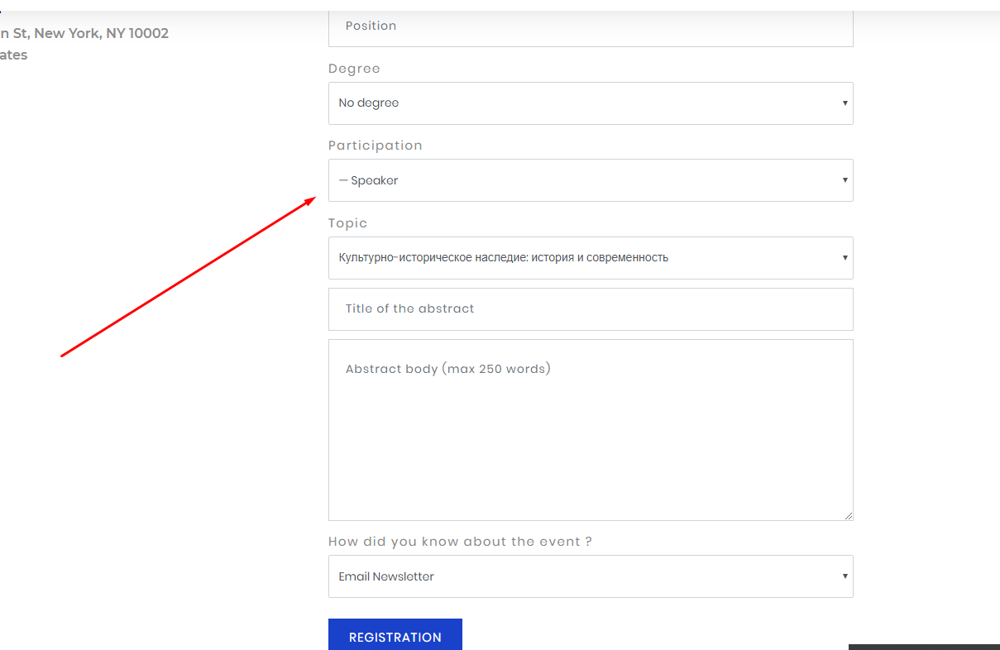 n St, New York, NY 10002
ates
Position
Degree
No degree
Participation
— Speaker
Topic
Культурно-историческое наследие: история и современность
Title of the abstract
Abstract body (max 250 words)
How did you know about the event ?
Email Newsletter
REGISTRATION